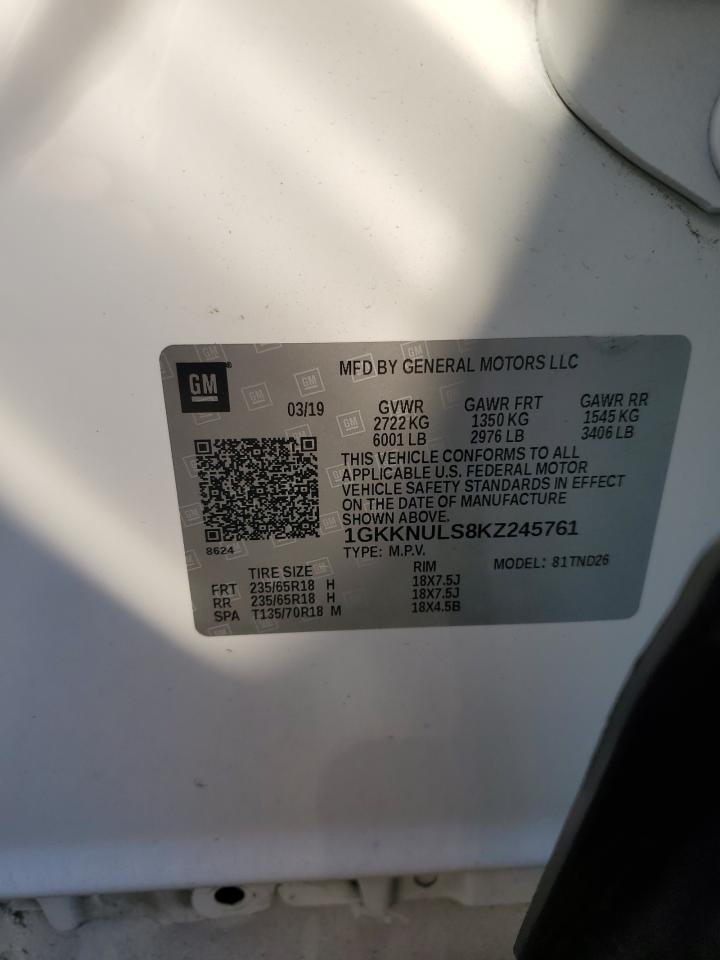 GM
MFD BY GENERAL MOTORS LLC
03/19
GVWR
2722 KG
6001 LB
GAWR FRT
1350 KG
2976 LB
GAWR RR
1545 KG
3406 LB
THIS VEHICLE CONFORMS TO ALL
APPLICABLE U.S. FEDERAL MOTOR
VEHICLE SAFETY STANDARDS IN EFFECT
ON THE DATE OF MANUFACTURE
SHOWN ABOVE.
1GKKNULS8KZ245761
8624
TYPE: M.P.V.
MODEL: 81TND26
TIRE SIZE RIM
FRT 235/65R18 H 18X7.5J
RR 235/65R18 H 18X7.5J
SPA T135/70R18 M 18X4.5B